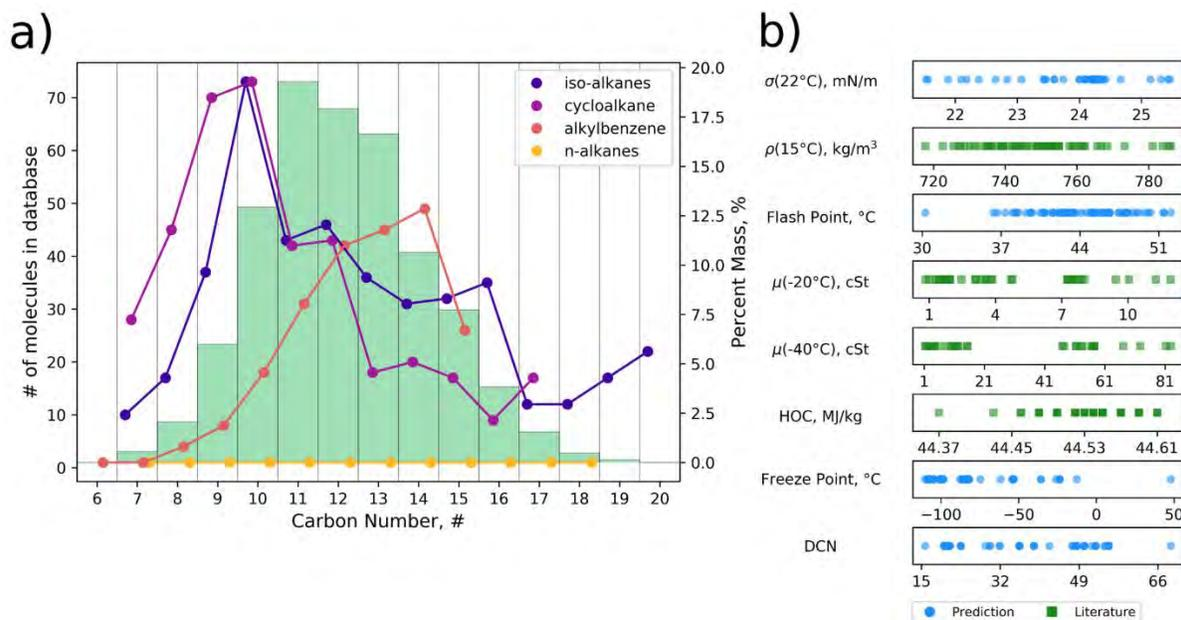 a)
# of molecules in database
70
60
50
40
30
20
10
0
6 7 8 9 10 11 12 13 14 15 16 17 18 19 20
Carbon Number, #
20.0
17.5
15.0
12.5
10.0
7.5
5.0
2.5
0.0
Percent Mass, %
iso-alkanes
cycloalkane
alkylbenzene
n-alkanes
b)
σ(22°C), mN/m
22 23 24 25
ρ(15°C), kg/m³
720 740 760 780
Flash Point, °C
30 37 44 51
μ(-20°C), cSt
1 4 7 10
μ(-40°C), cSt
1 21 41 61 81
HOC, MJ/kg
44.37 44.45 44.53 44.61
Freeze Point, °C
−100 −50 0 50
DCN
15 32 49 66
Prediction Literature